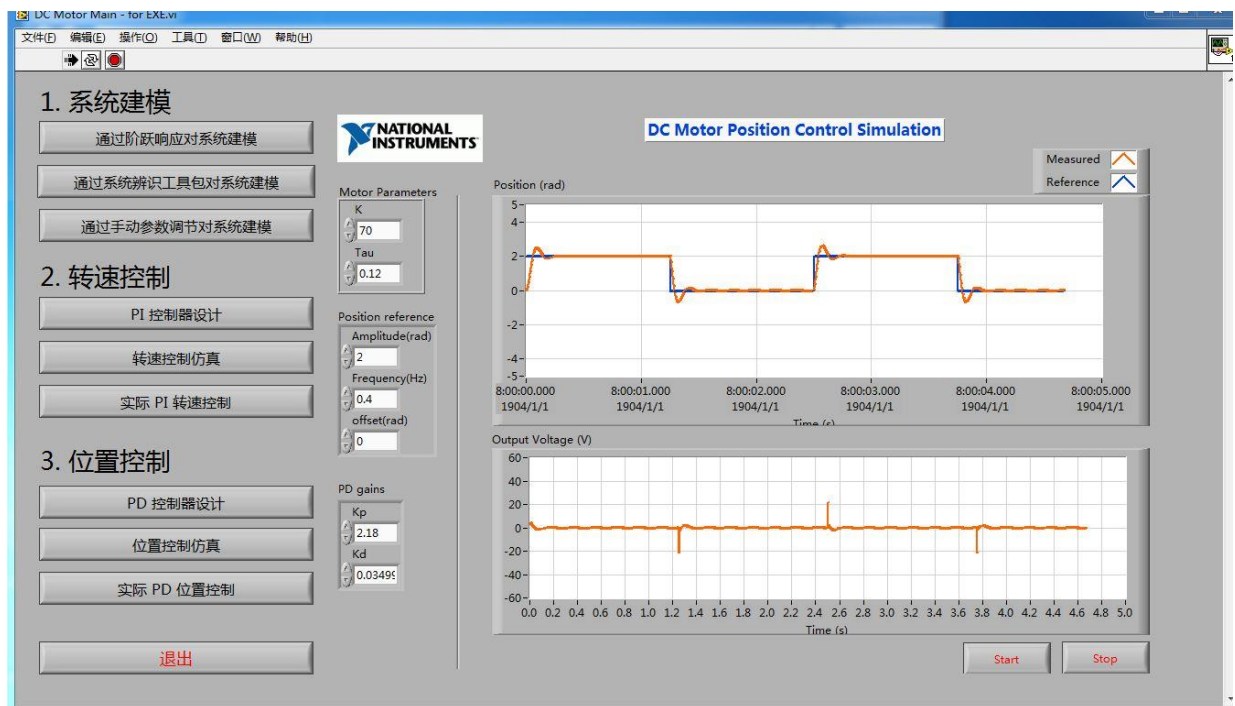 DC Motor Main - for EXE.vi
文件(F) 编辑(E) 操作(O) 工具(T) 窗口(W) 帮助(H)
1. 系统建模
通过阶跃响应对系统建模
通过系统辨识工具包对系统建模
通过手动参数调节对系统建模
2. 转速控制
PI 控制器设计
转速控制仿真
实际 PI 转速控制
3. 位置控制
PD 控制器设计
位置控制仿真
实际 PD 位置控制
退出
NATIONAL
INSTRUMENTS
Motor Parameters
K
70
Tau
0.12
Position reference
Amplitude(rad)
2
Frequency(Hz)
0.4
offset(rad)
0
PD gains
Kp
2.18
Kd
0.03499
DC Motor Position Control Simulation
Measured
Reference
Position (rad)
5
4
2
0
-2
-4
-5
8:00:00.000 8:00:01.000 8:00:02.000 8:00:03.000 8:00:04.000 8:00:05.000
1904/1/1 1904/1/1 1904/1/1 1904/1/1 1904/1/1 1904/1/1
Time (s)
Output Voltage (V)
60
40
20
0
-20
-40
-60
0.0 0.2 0.4 0.6 0.8 1.0 1.2 1.4 1.6 1.8 2.0 2.2 2.4 2.6 2.8 3.0 3.2 3.4 3.6 3.8 4.0 4.2 4.4 4.6 4.8 5.0
Time (s)
Start Stop